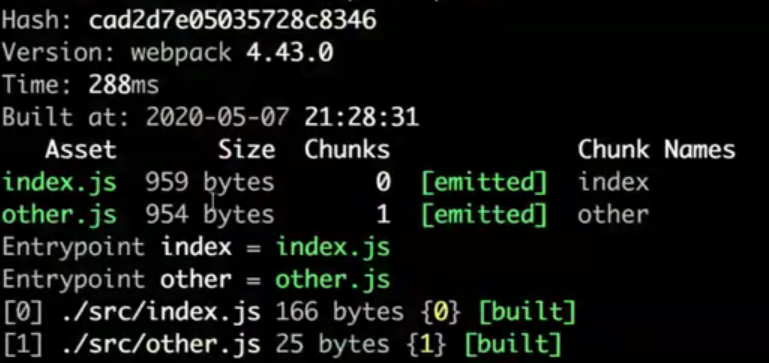 Hash: cad2d7e05035728c8346
Version: webpack 4.43.0
Time: 288ms
Built at: 2020-05-07 21:28:31
Asset Size Chunks Chunk Names
index.js 959 bytes 0 [emitted] index
other.js 954 bytes 1 [emitted] other
Entrypoint index = index.js
Entrypoint other = other.js
[0] ./src/index.js 166 bytes {0} [built]
[1] ./src/other.js 25 bytes {1} [built]